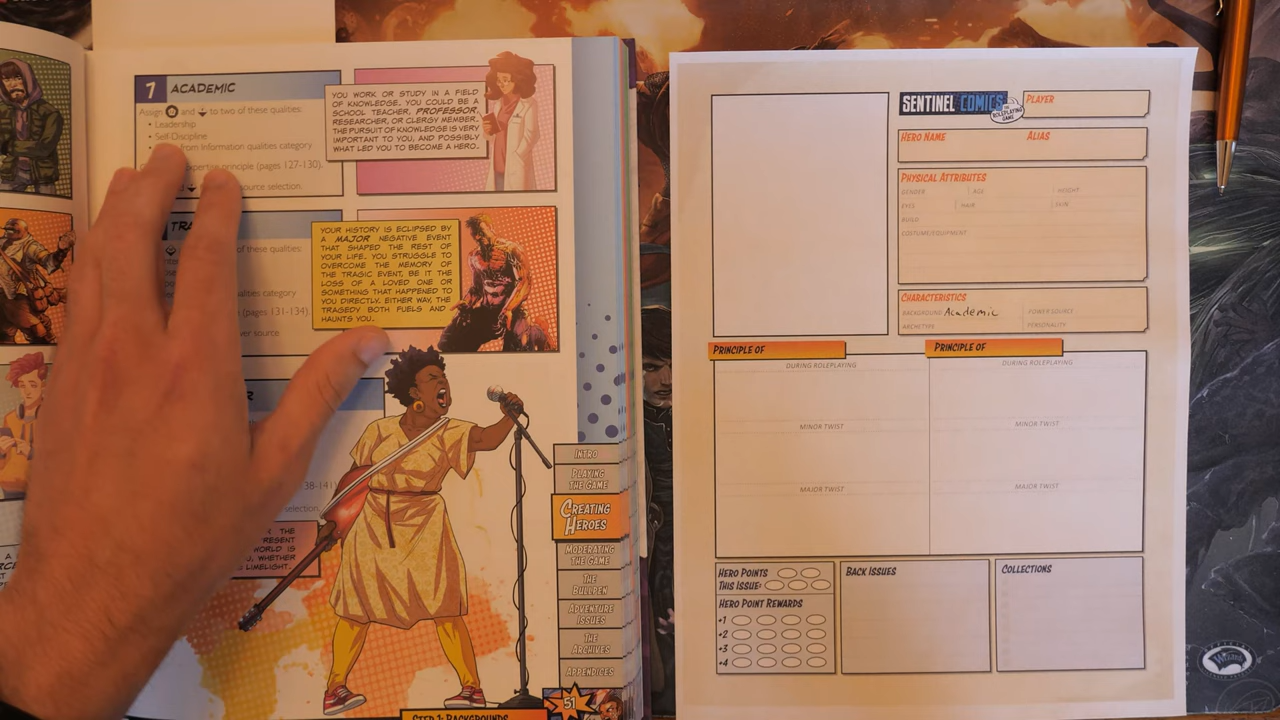 7 ACADEMIC
Assign and to two of these qualities:
• Leadership
• Self-Discipline
from Information qualities category
principle (pages 127-130).
source selection.
YOU WORK OR STUDY IN A FIELD
OF KNOWLEDGE. YOU COULD BE A
SCHOOL TEACHER, PROFESSOR,
RESEARCHER, OR CLERGY MEMBER.
THE PURSUIT OF KNOWLEDGE IS VERY
IMPORTANT TO YOU, AND POSSIBLY
WHAT LED YOU TO BECOME A HERO.
of these qualities:
qualities category
(pages 131-134).
source
YOUR HISTORY IS ECLIPSED BY
A MAJOR NEGATIVE EVENT
THAT SHAPED THE REST OF
YOUR LIFE. YOU STRUGGLE TO
OVERCOME THE MEMORY OF
THE TRAGIC EVENT, BE IT THE
LOSS OF A LOVED ONE OR
SOMETHING THAT HAPPENED TO
YOU DIRECTLY. EITHER WAY, THE
TRAGEDY BOTH FUELS AND
HAUNTS YOU.
THE
WORLD IS
WHETHER
LIMELIGHT.
INTRO
PLAYING
THE GAME
CREATING
HEROES
MODERATING
THE GAME
THE
BULLPEN
ADVENTURE
ISSUES
THE
ARCHIVES
APPENDICES
STEP 1: BACKGROUNDS
51
SENTINEL COMICS
THE ROLEPLAYING GAME
PLAYER
HERO NAME ALIAS
PHYSICAL ATTRIBUTES
GENDER AGE HEIGHT
EYES HAIR SKIN
BUILD
COSTUME/EQUIPMENT
CHARACTERISTICS
BACKGROUND Academic POWER SOURCE
ARCHETYPE PERSONALITY
PRINCIPLE OF PRINCIPLE OF
DURING ROLEPLAYING DURING ROLEPLAYING
MINOR TWIST MINOR TWIST
MAJOR TWIST MAJOR TWIST
HERO POINTS
THIS ISSUE:
HERO POINT REWARDS
+1
+2
+3
+4
BACK ISSUES
COLLECTIONS
Wizards